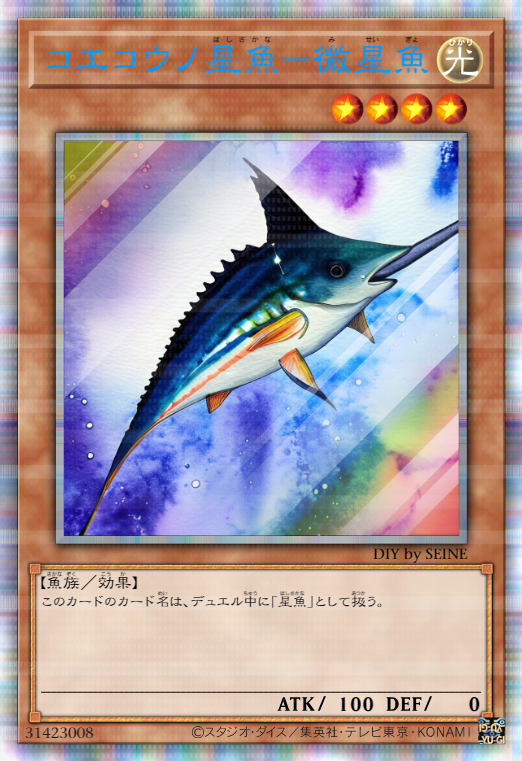 コエコウノ星魚－微星魚
光
DIY by SEINE
【魚族／効果】
このカードのカード名は、デュエル中に「星魚」として扱う。
ATK/ 100 DEF/ 0
31423008 ©スタジオ・ダイス／集英社・テレビ東京・KONAMI